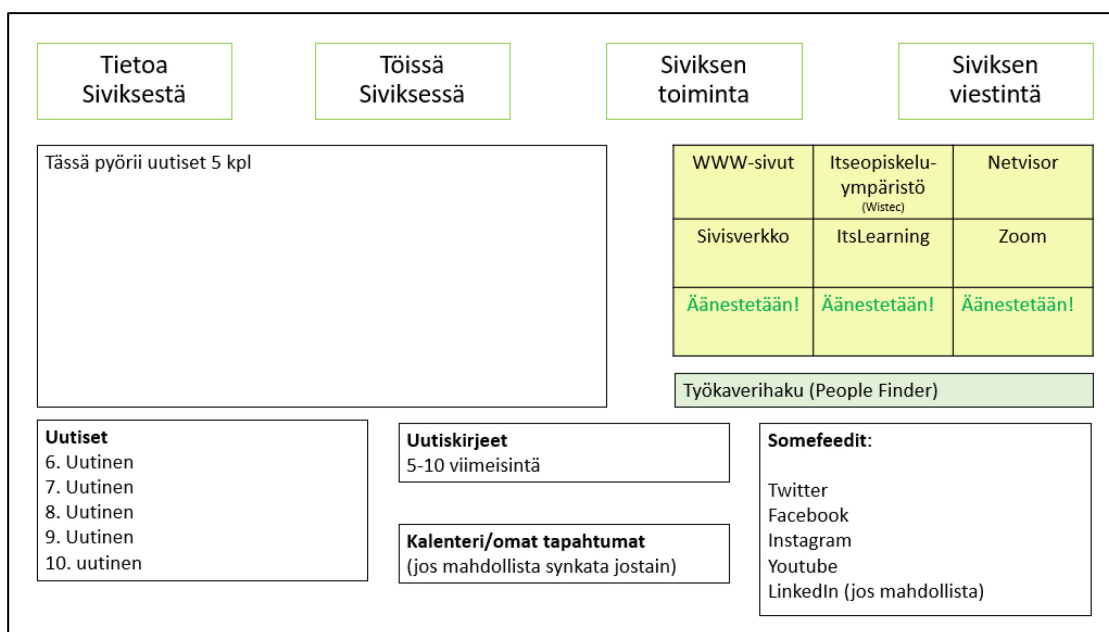 Tietoa
Siviksestä
Töissä
Siviksessä
Siviksen
toiminta
Siviksen
viestintä
Tässä pyörii uutiset 5 kpl
WWW-sivut
Itseopiskelu-
ympäristö
(Wistec)
Netvisor
Sivisverkko
ItsLearning
Zoom
Äänestetään!
Äänestetään!
Äänestetään!
Työkaverihaku (People Finder)
Uutiset
6. Uutinen
7. Uutinen
8. Uutinen
9. Uutinen
10. uutinen
Uutiskirjeet
5-10 viimeisintä
Kalenteri/omat tapahtumat
(jos mahdollista synkata jostain)
Somefeedit:
Twitter
Facebook
Instagram
Youtube
LinkedIn (jos mahdollista)